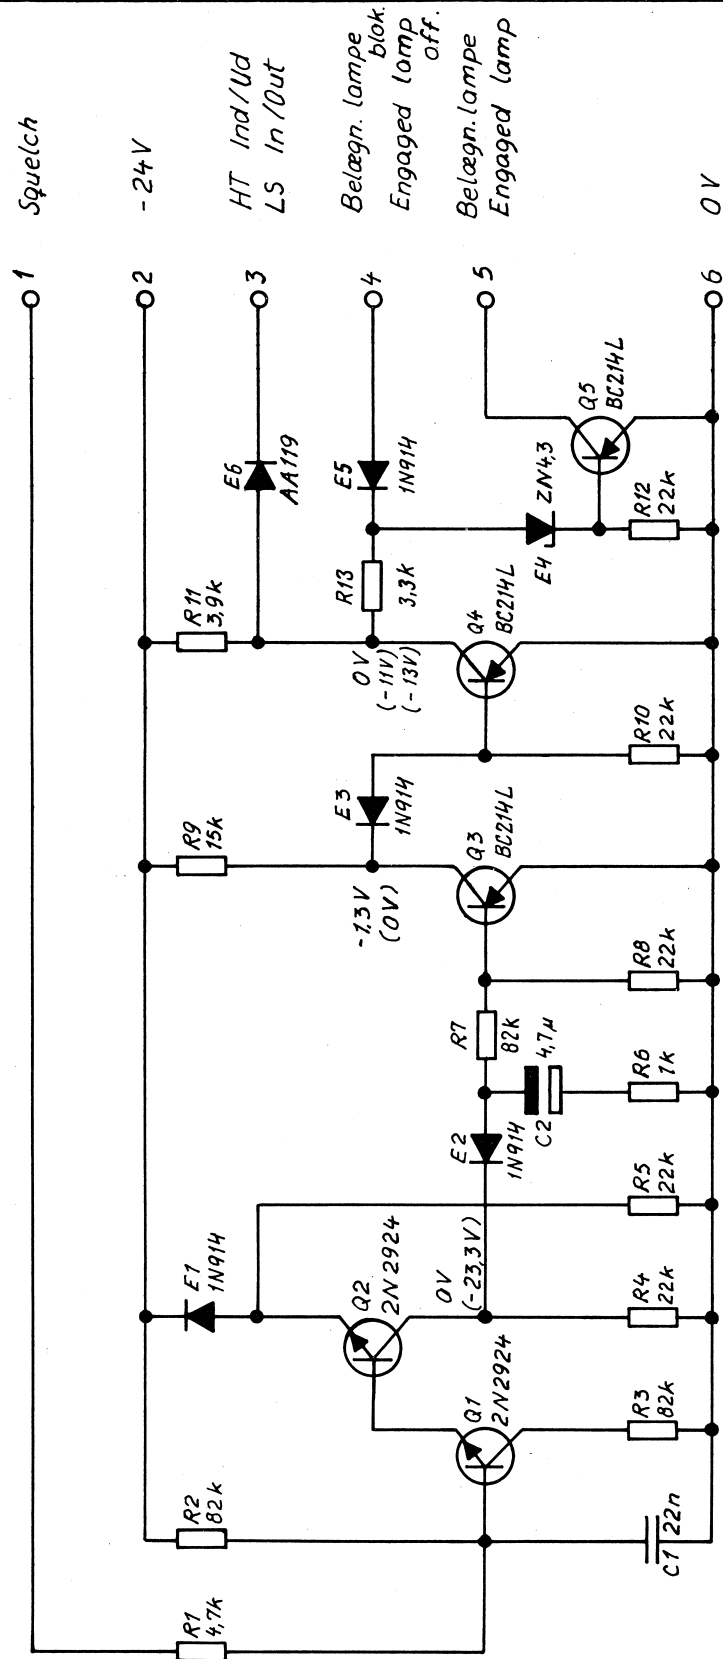 1 Squelch
2 -24V
3 HT Ind/Ud
LS In/Out
4 Belægn. lampe
blok.
Engaged lamp
off.
5 Belægn. lampe
Engaged lamp
6 0V
R1
4,7k
R2
82k
C1 22n
Q1
2N2924
R3
82k
Q2
2N2924
E1
1N914
0V
(-23,3V)
R4
22k
R5
22k
E2
1N914
C2 4,7µ
R6
1k
R7
82k
R8
22k
R9
15k
-1,3V
(0V)
Q3
BC214L
E3
1N914
R10
22k
R11
3,9k
0V
(-11V)
(-13V)
Q4
BC214L
R13
3,3k
E6
AA119
E5
1N914
E4 ZN4,3
R12
22k
Q5
BC214L